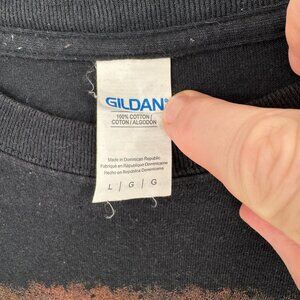 GILDAN®
100% COTTON
COTON/ALGODÓN
Made in Dominican Republic
Fabriqué en République Dominicaine
Hecho en República Dominicana
L / G / G